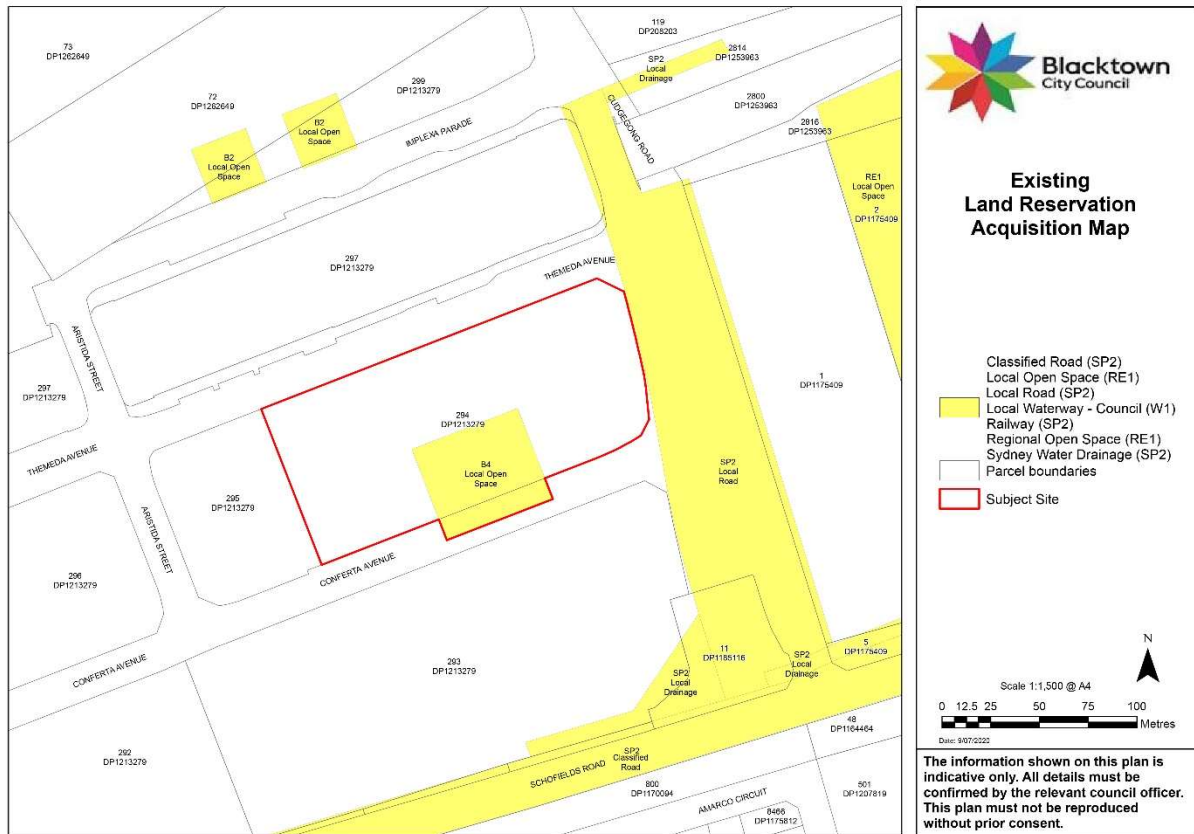 73
DP1262649
72
DP1262649
B2
Local Open
Space
B2
Local Open
Space
299
DP1213279
IMPLEXA PARADE
119
DP208203
SP2
Local
Drainage
2814
DP1253963
CUDGEGONG ROAD
2800
DP1253963
2816
DP1253963
RE1
Local Open
Space
2
DP1175409
297
DP1213279
THEMEDA AVENUE
ARISTIDA STREET
297
DP1213279
THEMEDA AVENUE
294
DP1213279
B4
Local Open
Space
1
DP1175409
SP2
Local
Road
295
DP1213279
ARISTIDA STREET
296
DP1213279
CONFERTA AVENUE
CONFERTA AVENUE
293
DP1213279
11
DP1185116
SP2
Local
Drainage
SP2
Local
Drainage
5
DP1175409
292
DP1213279
SP2
Classified
Road
SCHOFIELDS ROAD
48
DP1164464
800
DP1170094
AMARCO CIRCUIT
501
DP1207819
8466
DP1175812
Blacktown
City Council
Existing
Land Reservation
Acquisition Map
Classified Road (SP2)
Local Open Space (RE1)
Local Road (SP2)
Local Waterway - Council (W1)
Railway (SP2)
Regional Open Space (RE1)
Sydney Water Drainage (SP2)
Parcel boundaries
Subject Site
N
Scale 1:1,500 @ A4
0 12.5 25 50 75 100
Metres
Date: 9/07/2020
The information shown on this plan is
indicative only. All details must be
confirmed by the relevant council officer.
This plan must not be reproduced
without prior consent.